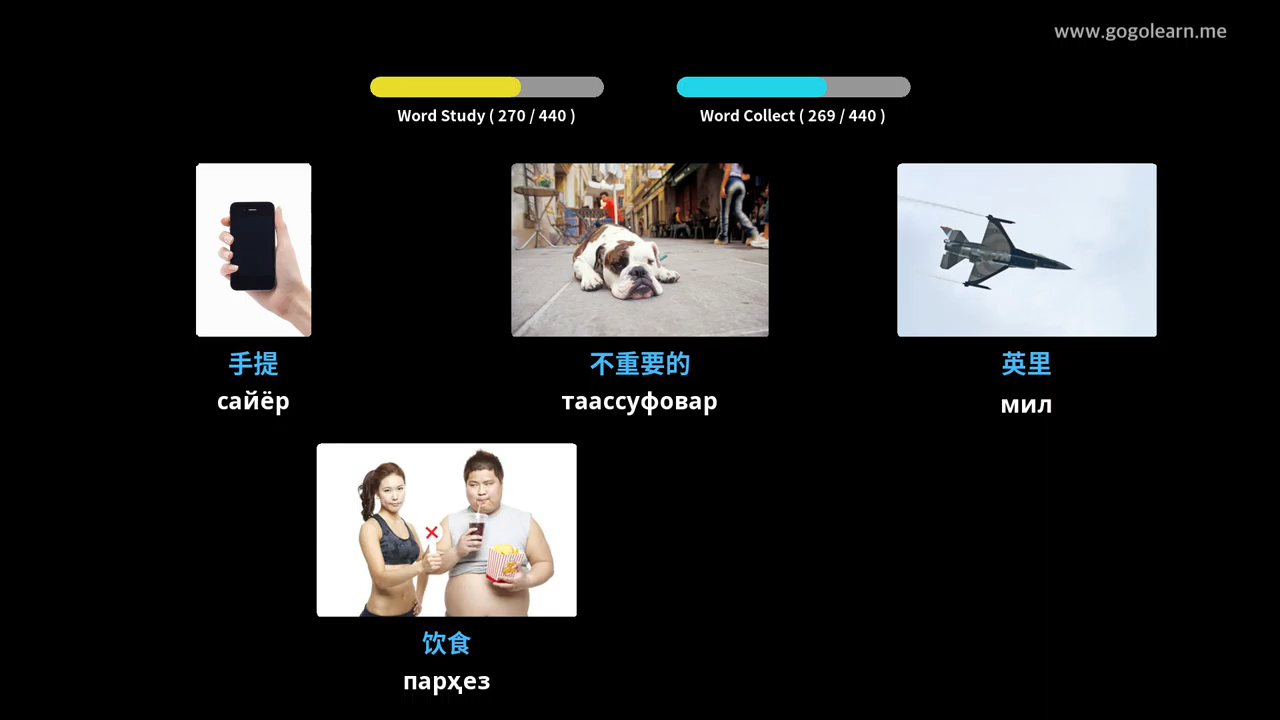 www.gogolearn.me
Word Study ( 270 / 440 )
Word Collect ( 269 / 440 )
手提
сайёр
不重要的
таассуфовар
英里
мил
饮食
парҳез